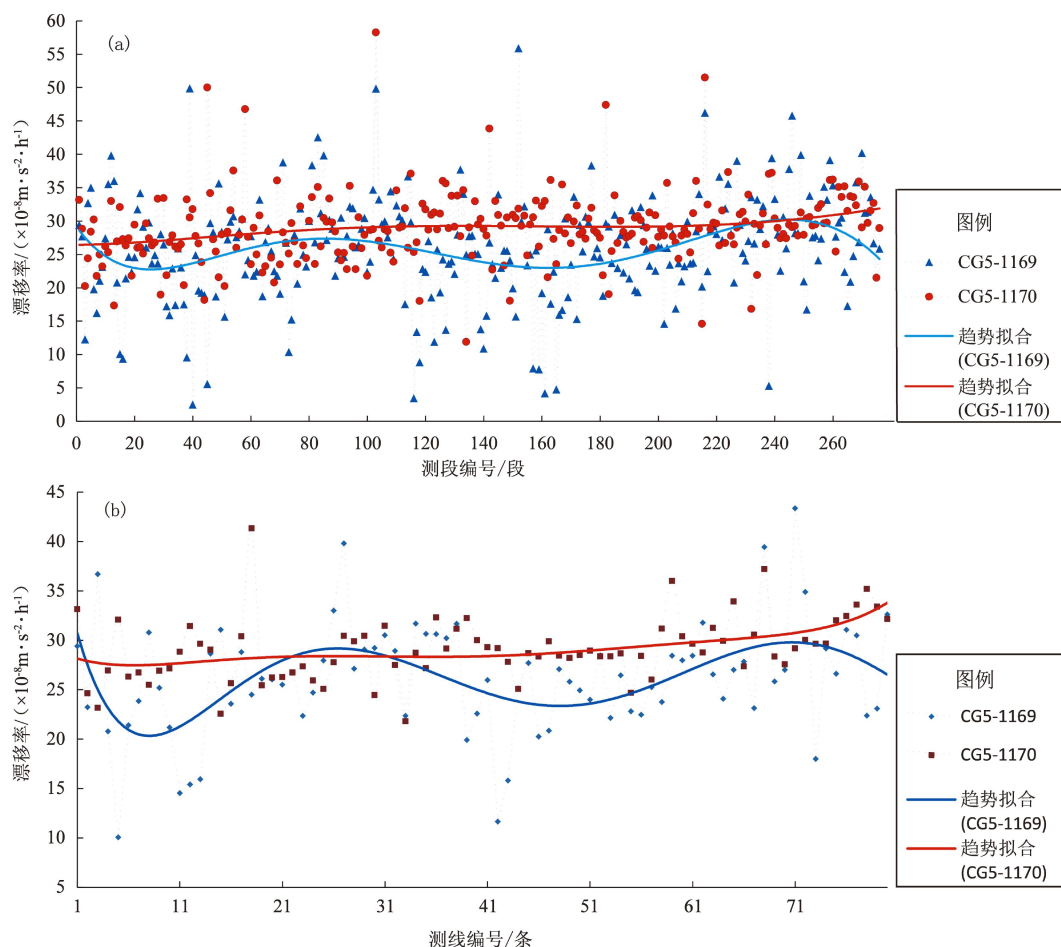 (a)
漂移率/(×10⁻⁸m·s⁻²·h⁻¹)
60
55
50
45
40
35
30
25
20
15
10
5
0
0 20 40 60 80 100 120 140 160 180 200 220 240 260
测段编号/段
图例
CG5-1169
CG5-1170
趋势拟合
(CG5-1169)
趋势拟合
(CG5-1170)
(b)
漂移率/(×10⁻⁸m·s⁻²·h⁻¹)
45
40
35
30
25
20
15
10
5
1 11 21 31 41 51 61 71
测线编号/条
图例
CG5-1169
CG5-1170
趋势拟合
(CG5-1169)
趋势拟合
(CG5-1170)